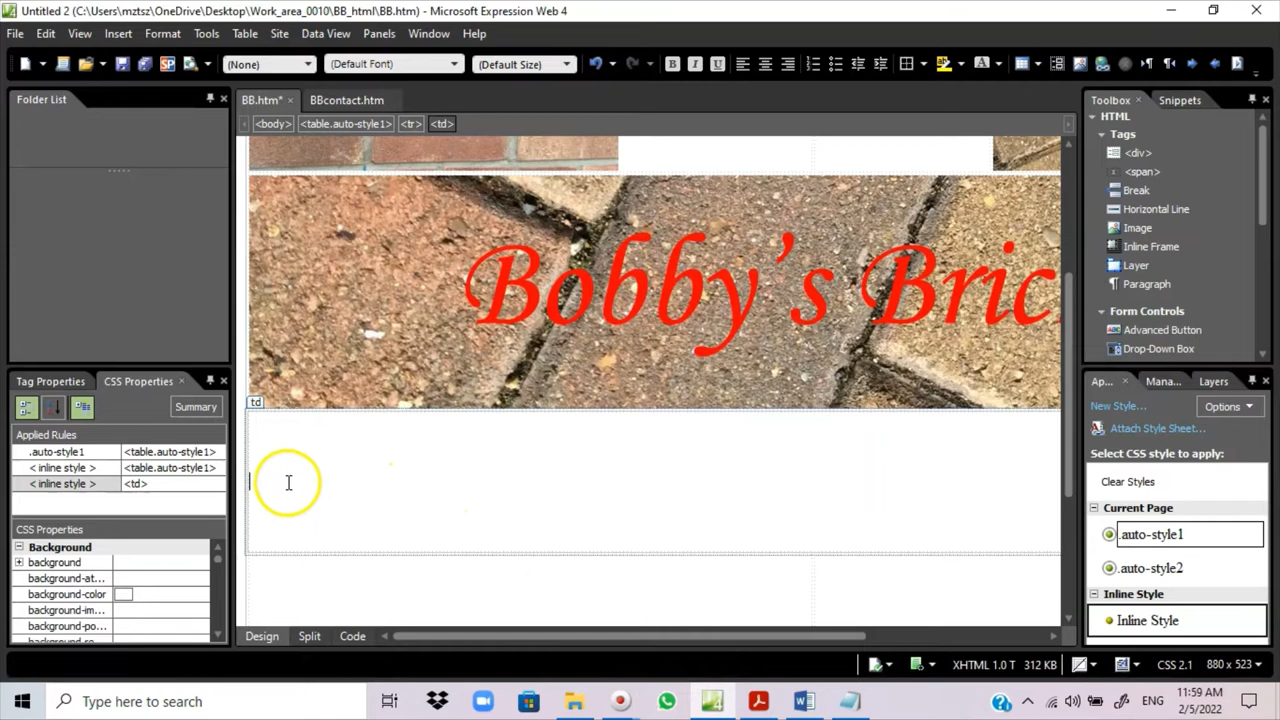 Untitled 2 (C:\Users\mztsz\OneDrive\Desktop\Work_area_0010\BB_html\BB.htm) - Microsoft Expression Web 4
File Edit View Insert Format Tools Table Site Data View Panels Window Help
(None) (Default Font) (Default Size) B I U A
Folder List
BB.htm* BBcontact.htm
<body> <table.auto-style1> <tr> <td>
Bobby's Bric
td
Design Split Code
Tag Properties CSS Properties
Summary
Applied Rules
.auto-style1 <table.auto-style1>
< inline style > <table.auto-style1>
< inline style > <td>
CSS Properties
Background
background
background-at...
background-color
background-im...
background-po...
Toolbox Snippets
HTML
Tags
<div>
<span>
Break
Horizontal Line
Image
Inline Frame
Layer
Paragraph
Form Controls
Advanced Button
Drop-Down Box
Ap... Mana... Layers
New Style... Options
Attach Style Sheet...
Select CSS style to apply:
Clear Styles
Current Page
.auto-style1
.auto-style2
Inline Style
Inline Style
XHTML 1.0 T 312 KB CSS 2.1 880 x 523
Type here to search
ENG
11:59 AM
2/5/2022